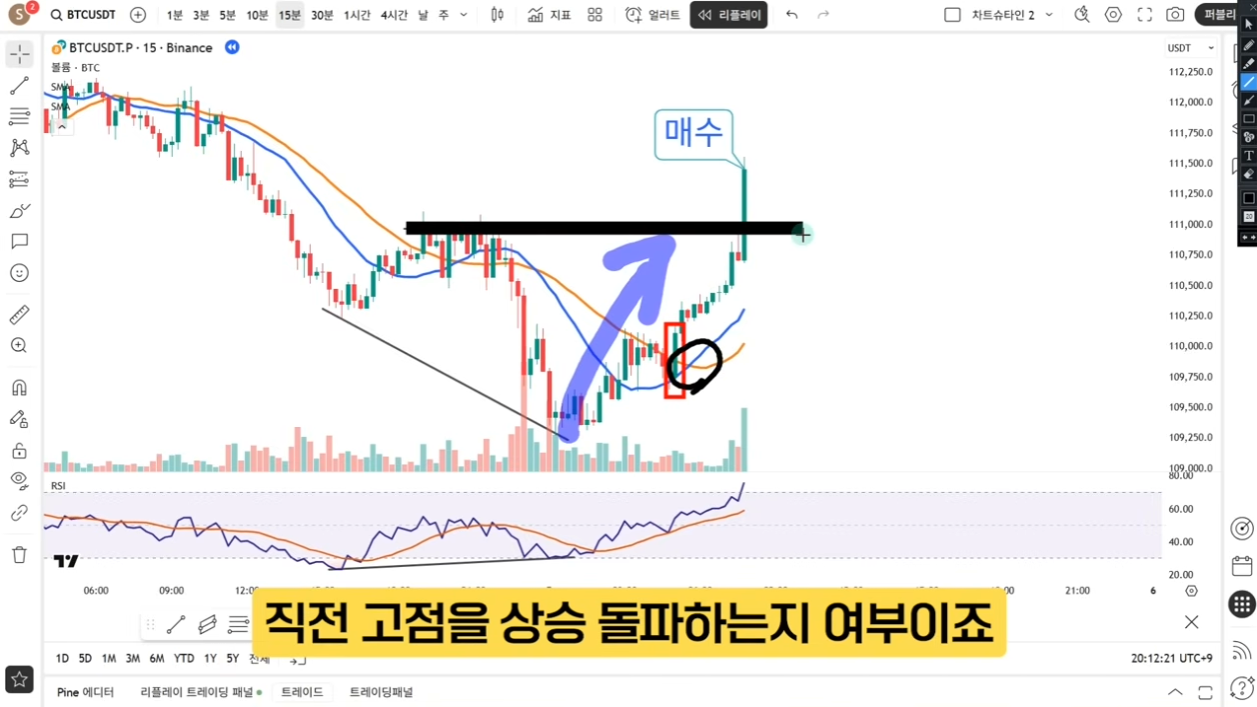 S 2 BTCUSDT 1분 3분 5분 10분 15분 30분 1시간 4시간 날 주 지표 얼러트 리플레이 차트슈타인 2 퍼블리
BTCUSDT.P · 15 · Binance
USDT
볼륨 · BTC
SMA
SMA
매수
112,250.0
112,000.0
111,750.0
111,500.0
111,250.0
111,000.0
110,750.0
110,500.0
110,250.0
110,000.0
109,750.0
109,500.0
109,250.0
109,000.0
RSI
80.00
60.00
40.00
20.00
06:00 09:00 21:00 6
직전 고점을 상승 돌파하는지 여부이죠
1D 5D 1M 3M 6M YTD 1Y 5Y 전체
20:12:21 UTC+9
Pine 에디터 리플레이 트레이딩 패널 트레이드 트레이딩패널